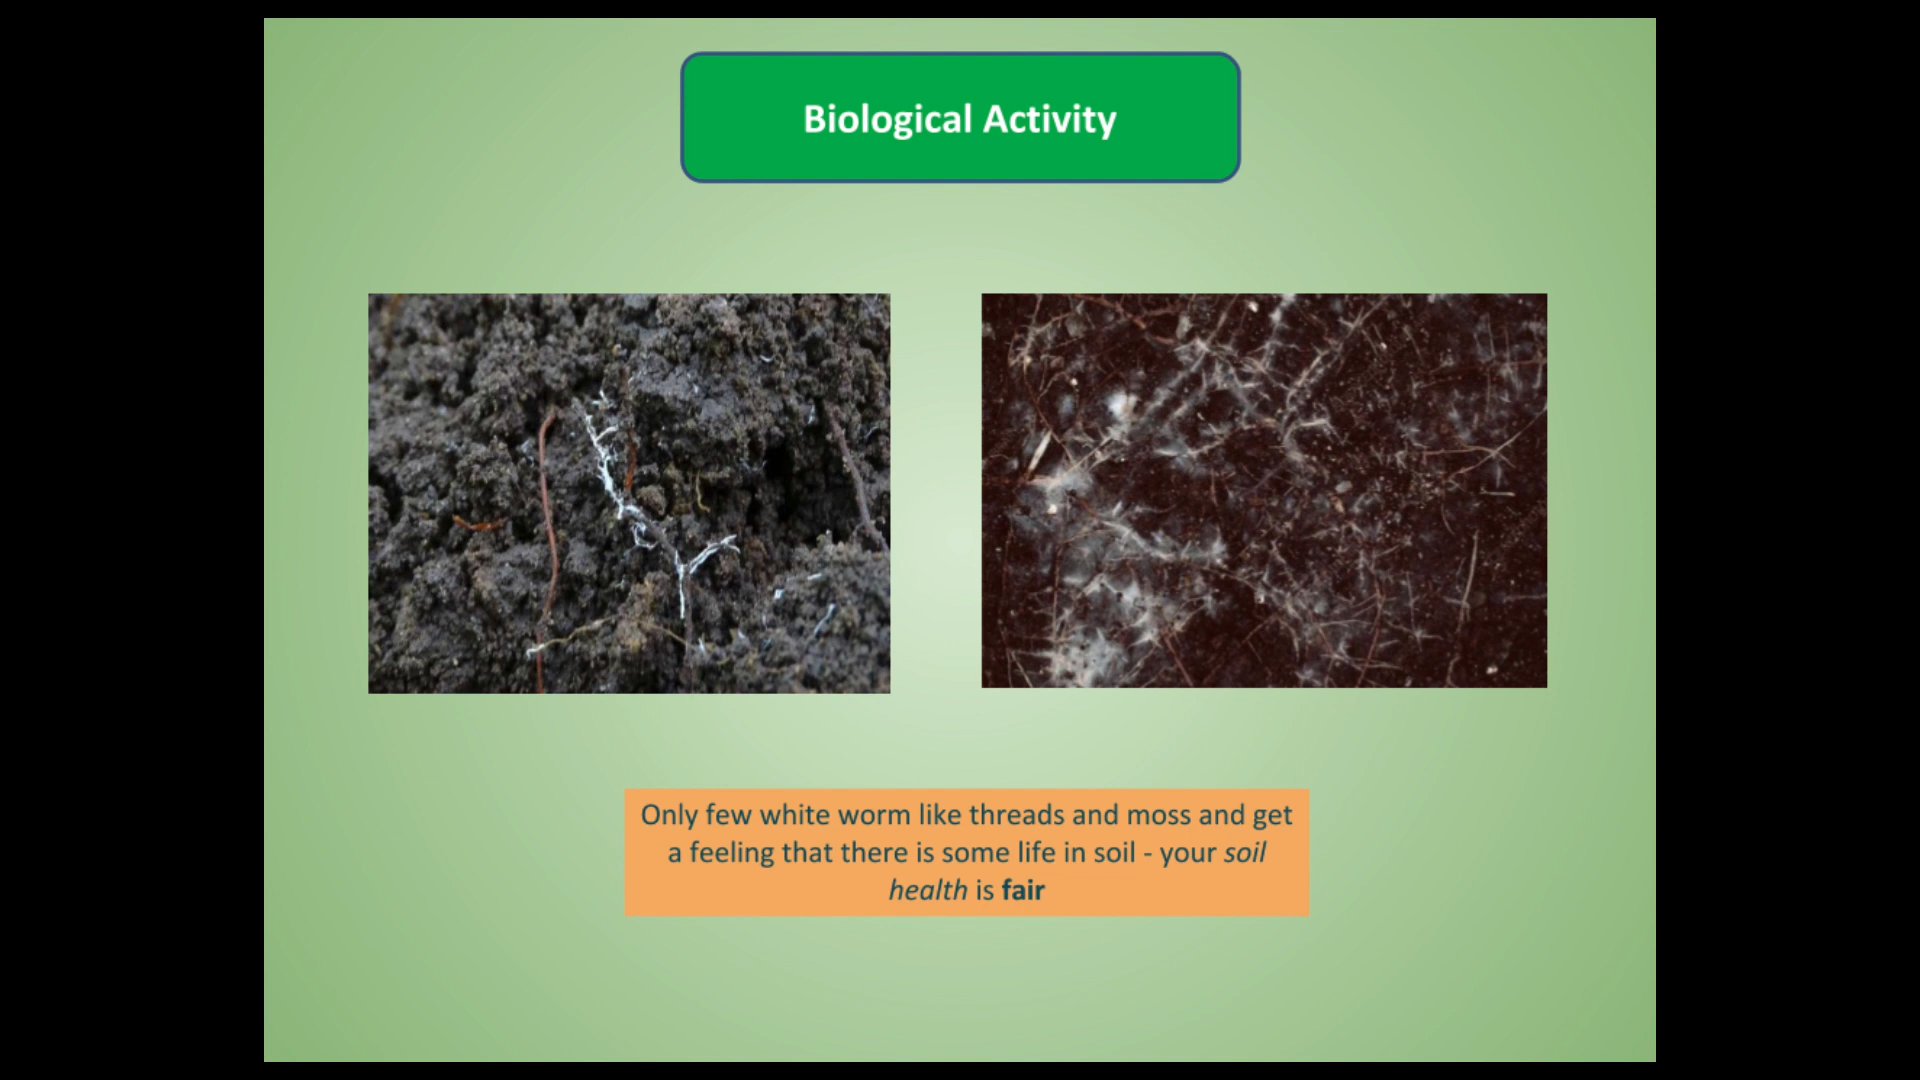 Biological Activity
Only few white worm like threads and moss and get
a feeling that there is some life in soil - your soil
health is fair